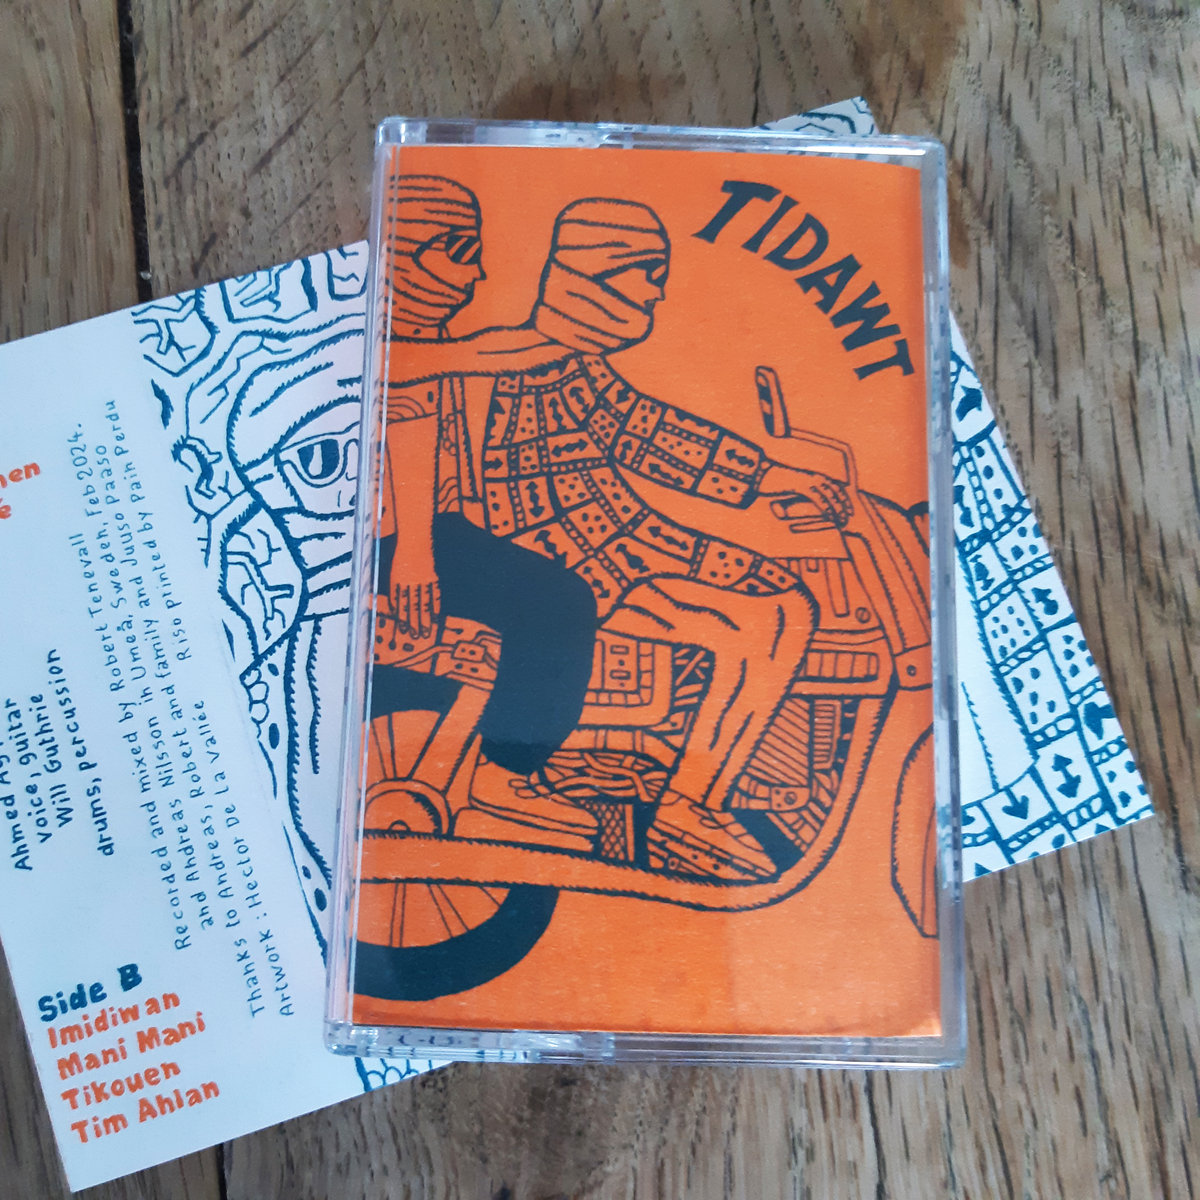 TIDAWT
men
Ahmed Ag
Voice, guitar
Will Guthrie
drums, percussion
Recorded and mixed by Robert Tenevall
and Andreas Nilsson in Umeå, Sweden, Feb 2024.
and Andreas, Robert and family and Juuso Paaso
Thanks to
Artwork : Hector De La Vallée
Riso printed by Pain Perdu
Side B
Imidiwan
Mani Mani
Tikouen
Tim Ahlan